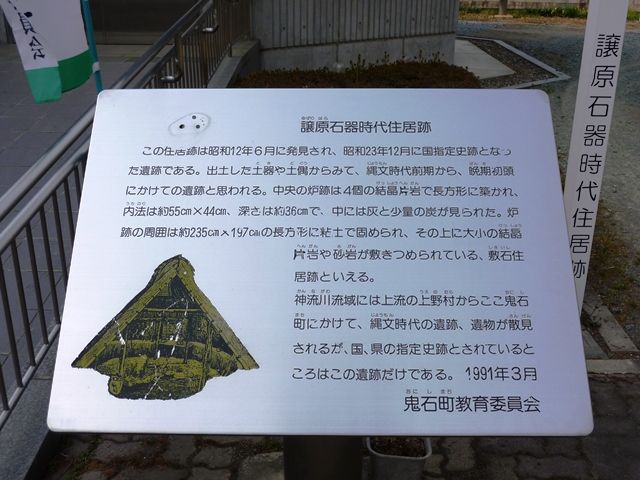 譲原石器時代住居跡
この住居跡は昭和12年6月に発見され、昭和23年12月に国指定史跡となっ
た遺跡である。出土した土器や土偶からみて、縄文時代前期から、晩期初頭
にかけての遺跡と思われる。中央の炉跡は4個の結晶片岩で長方形に築かれ、
内法は約55cm×44cm、深さは約36cmで、中には灰と少量の炭が見られた。炉
跡の周囲は約235cm×197cmの長方形に粘土で固められ、その上に大小の結晶
片岩や砂岩が敷きつめられている、敷石住
居跡といえる。
神流川流域には上流の上野村からここ鬼石
町にかけて、縄文時代の遺跡、遺物が散見
されるが、国、県の指定史跡とされていると
ころはこの遺跡だけである。1991年3月
鬼石町教育委員会
譲原石器時代住居跡